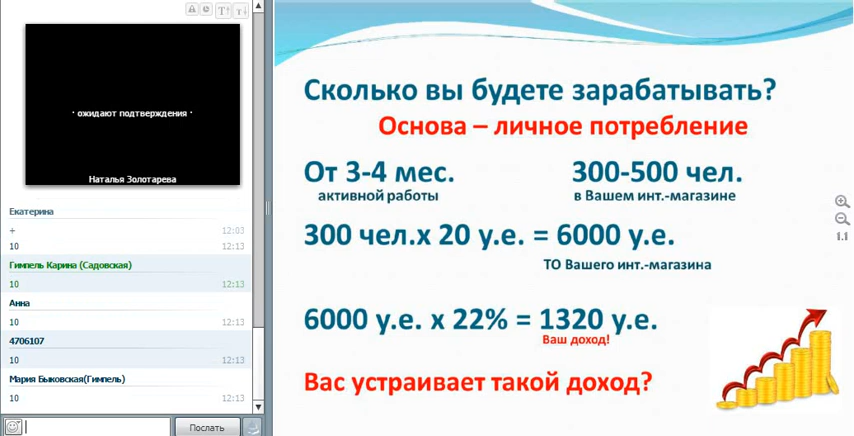 ожидают подтверждения
Наталья Золотарева
Екатерина
+ 12:03
10 12:13
Гимпель Карина (Садовская)
10 12:13
Анна
10 12:13
4706107
10 12:13
Мария Быковская(Гимпель)
10 12:13
Послать
Сколько вы будете зарабатывать?
Основа – личное потребление
От 3-4 мес. 300-500 чел.
активной работы в Вашем инт.-магазине
300 чел.х 20 у.е. = 6000 у.е.
ТО Вашего инт.-магазина
6000 у.е. х 22% = 1320 у.е.
Ваш доход!
Вас устраивает такой доход?
1.1